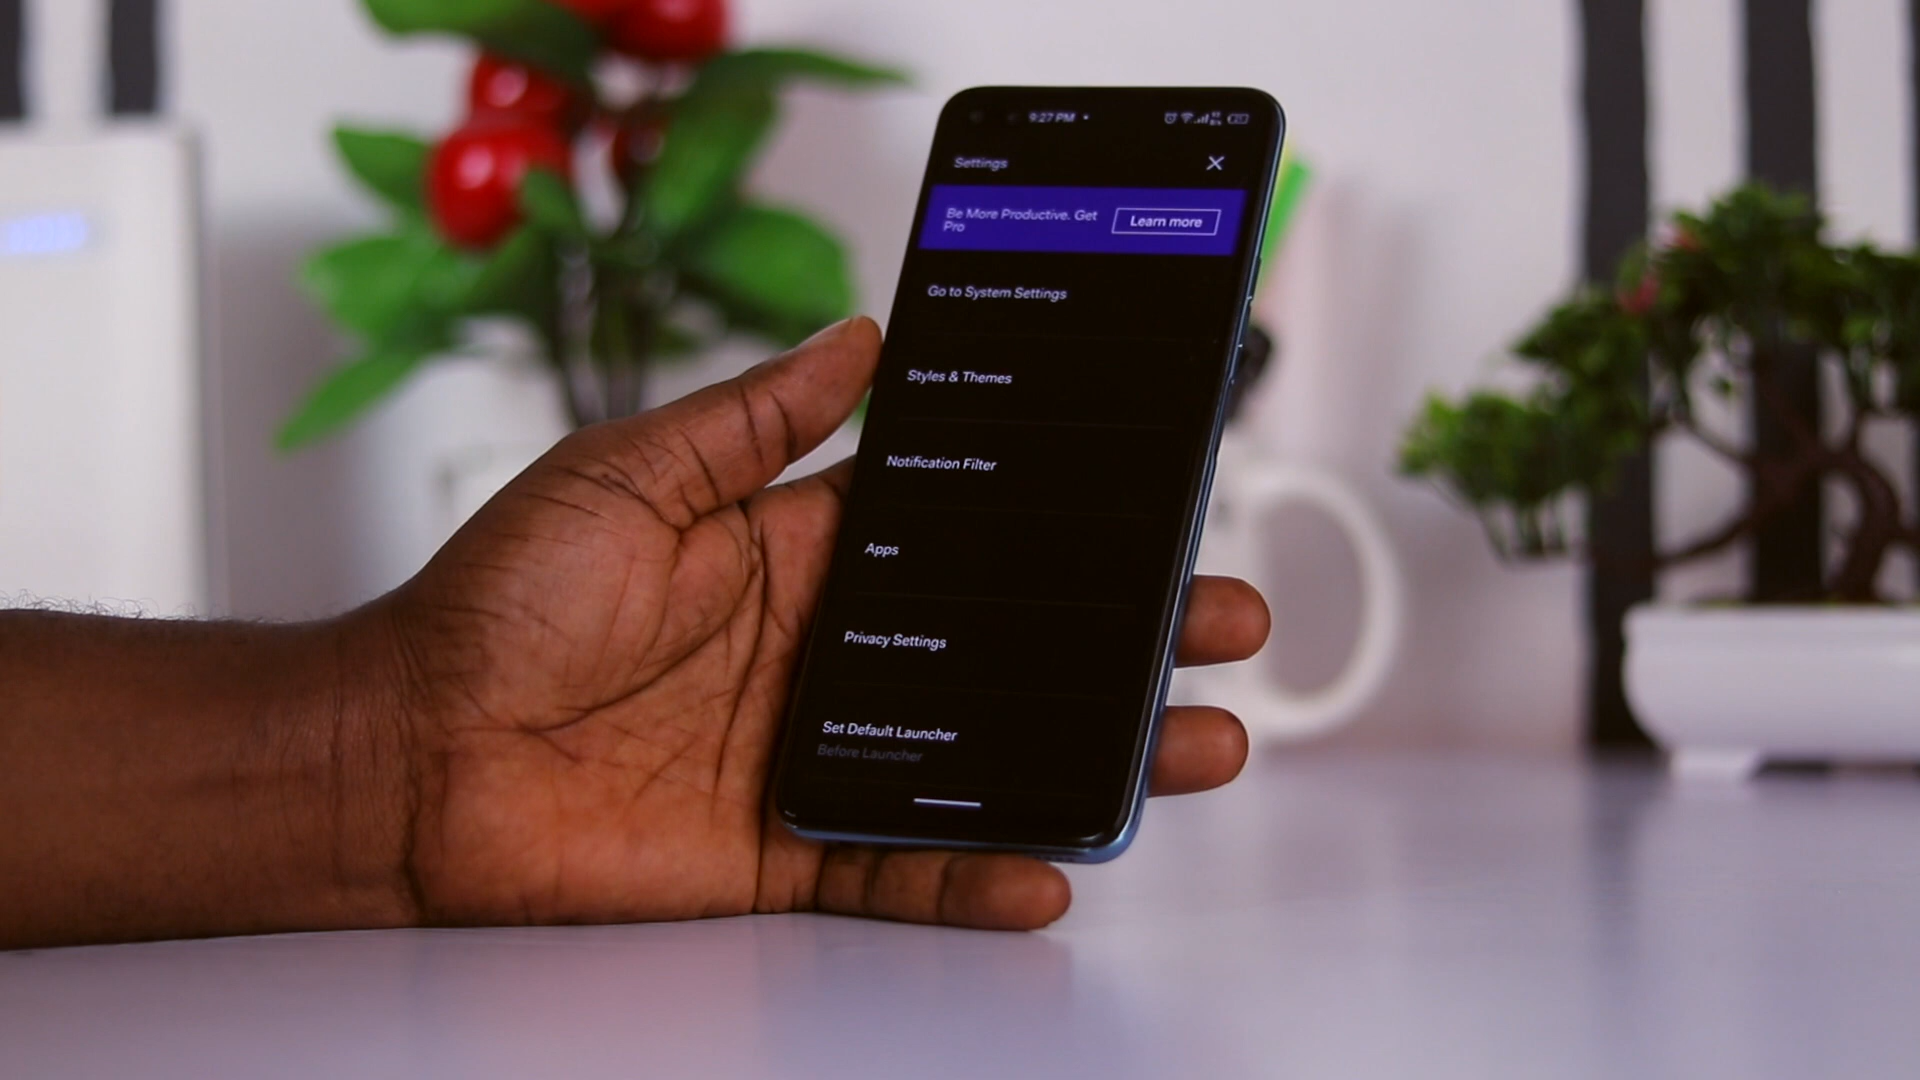 9:27 PM
Settings
Be More Productive. Get
Pro
Learn more
Go to System Settings
Styles & Themes
Notification Filter
Apps
Privacy Settings
Set Default Launcher
Before Launcher